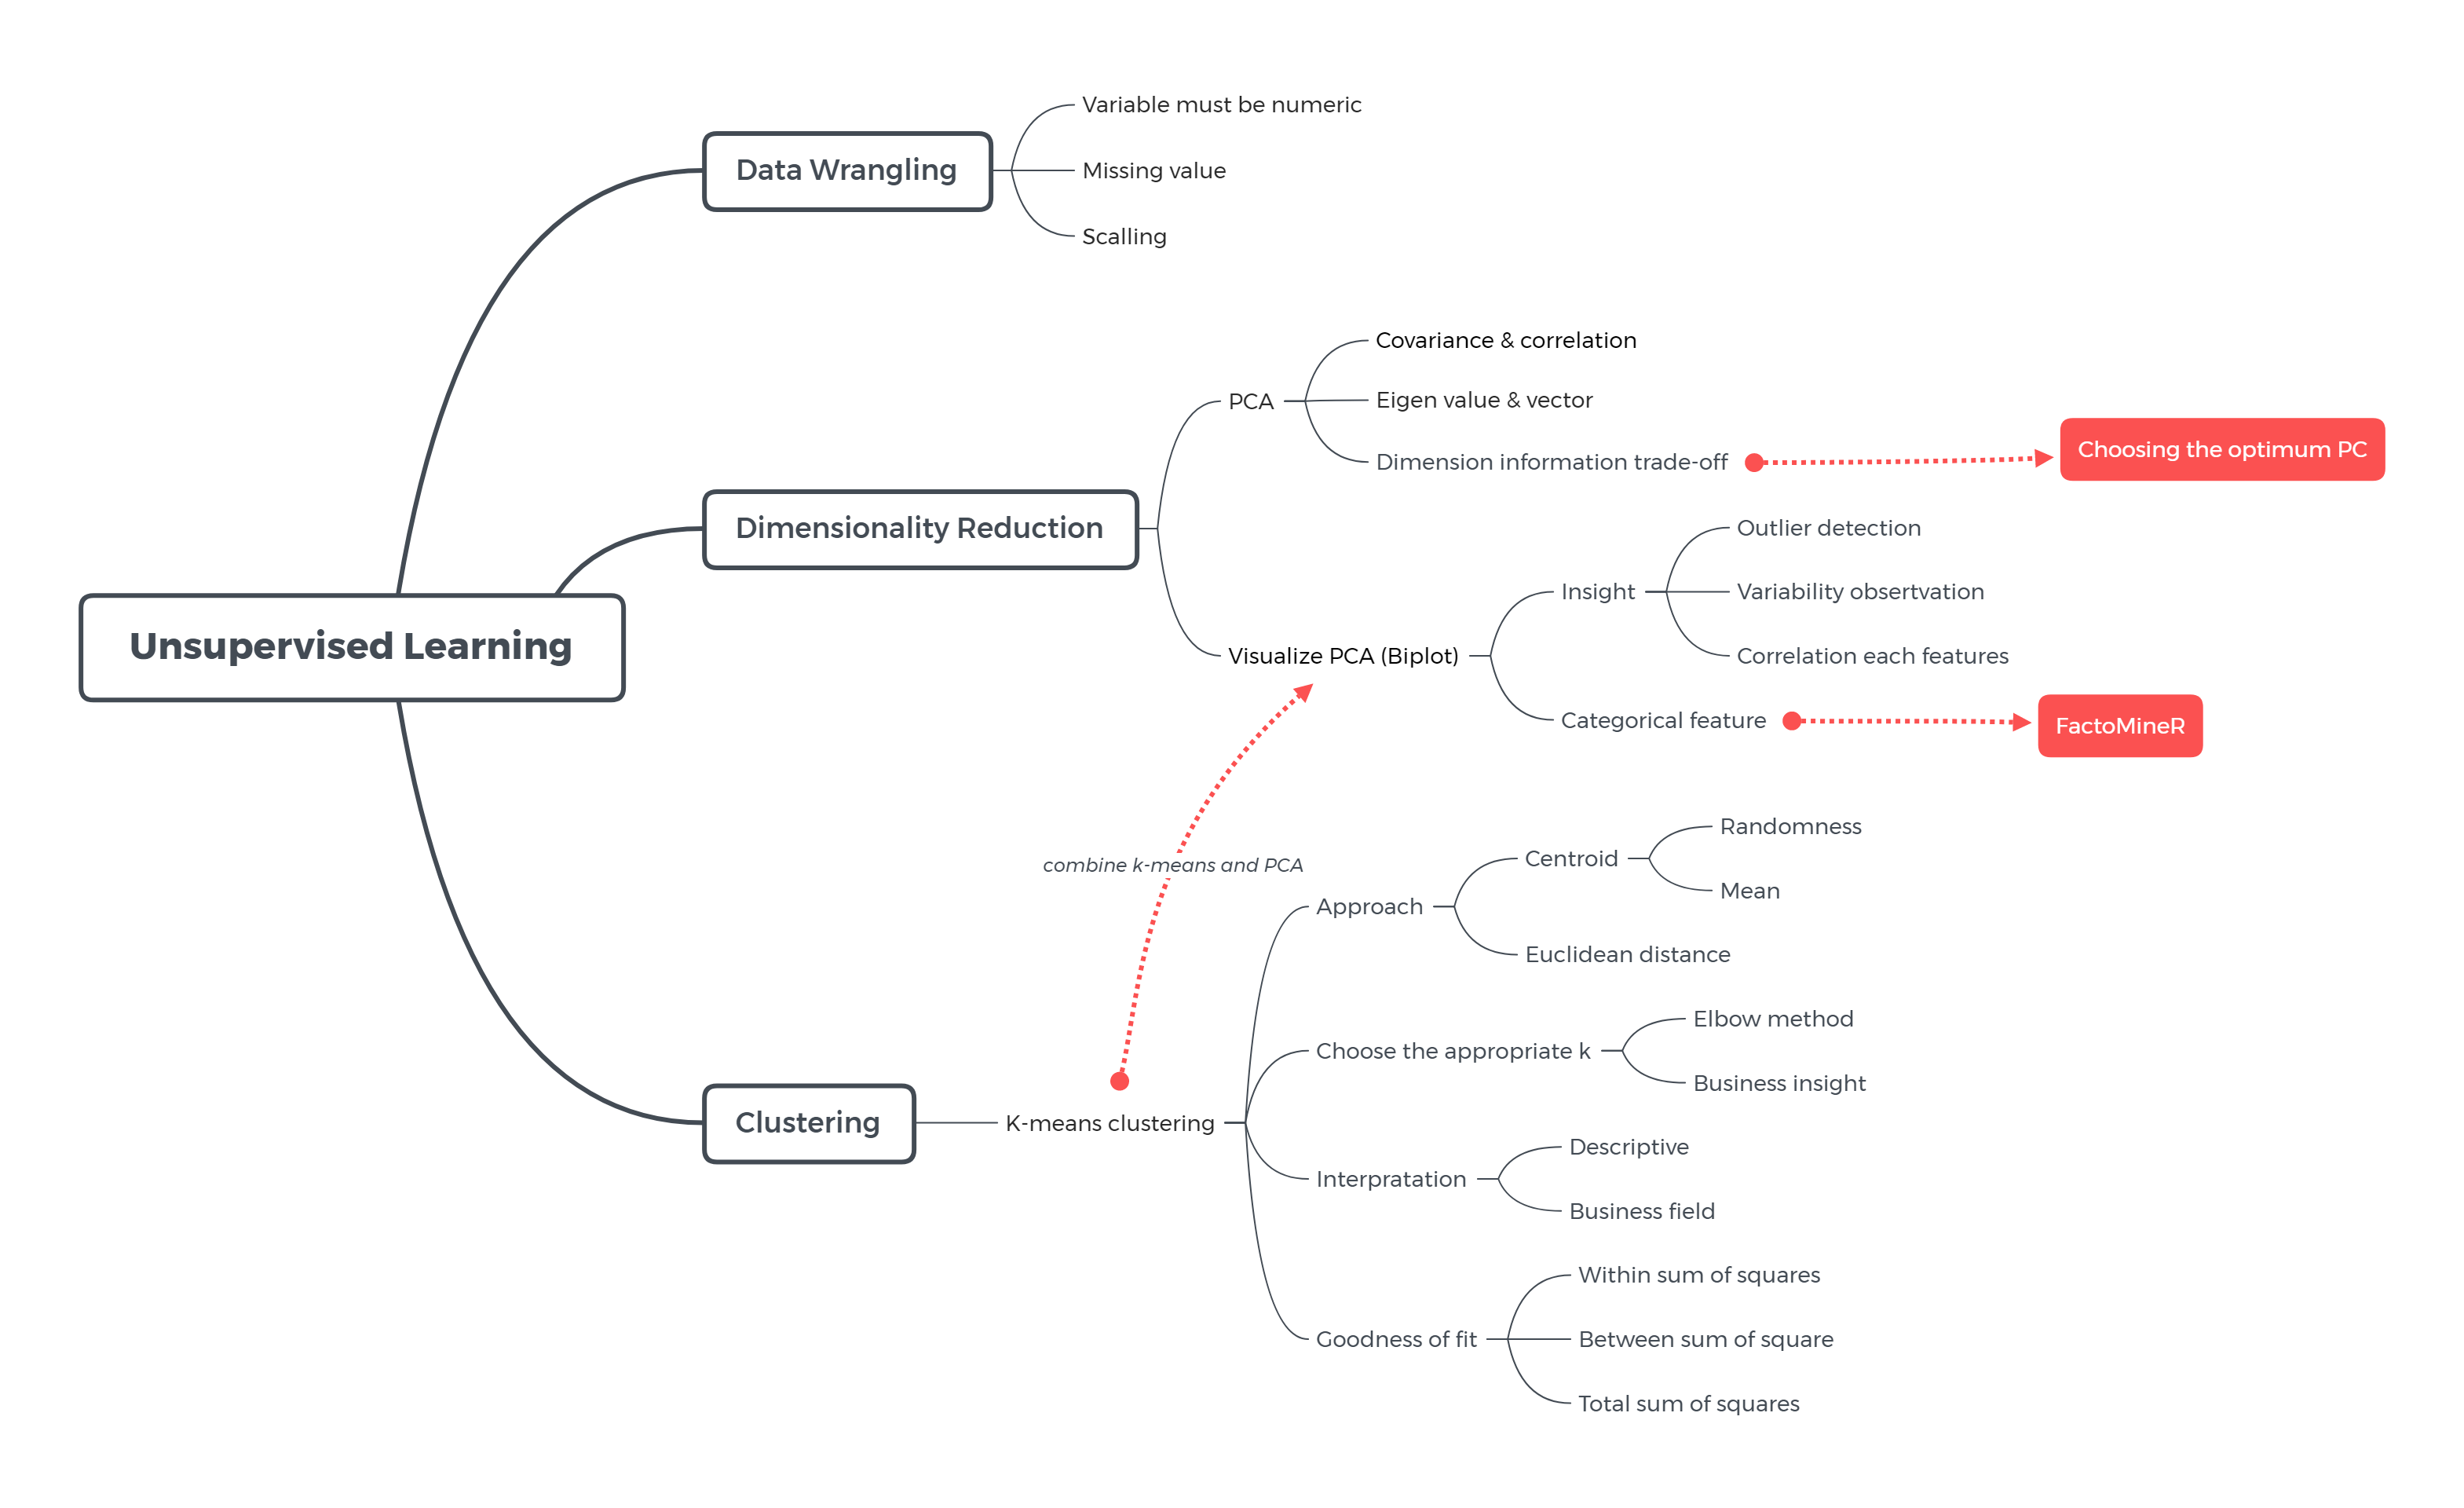 Unsupervised Learning
Data Wrangling
Variable must be numeric
Missing value
Scalling
Dimensionality Reduction
PCA
Covariance & correlation
Eigen value & vector
Dimension information trade-off
Choosing the optimum PC
Visualize PCA (Biplot)
Insight
Outlier detection
Variability obsertvation
Correlation each features
Categorical feature
FactoMineR
combine k-means and PCA
Clustering
K-means clustering
Approach
Centroid
Randomness
Mean
Euclidean distance
Choose the appropriate k
Elbow method
Business insight
Interpratation
Descriptive
Business field
Goodness of fit
Within sum of squares
Between sum of square
Total sum of squares